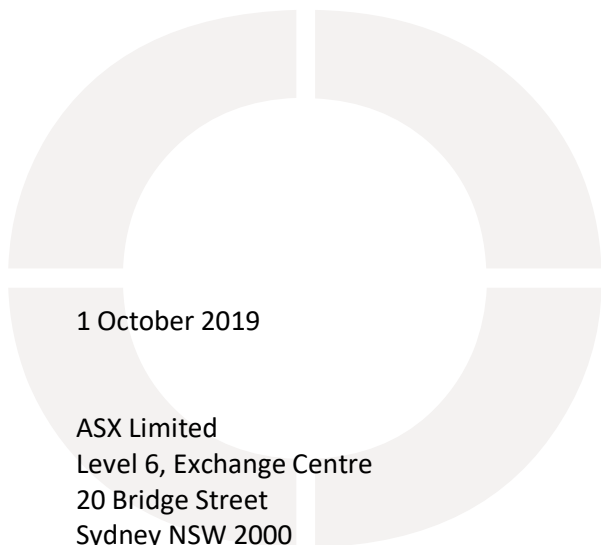 1 October 2019
ASX Limited
Level 6, Exchange Centre
20 Bridge Street
Sydney NSW 2000